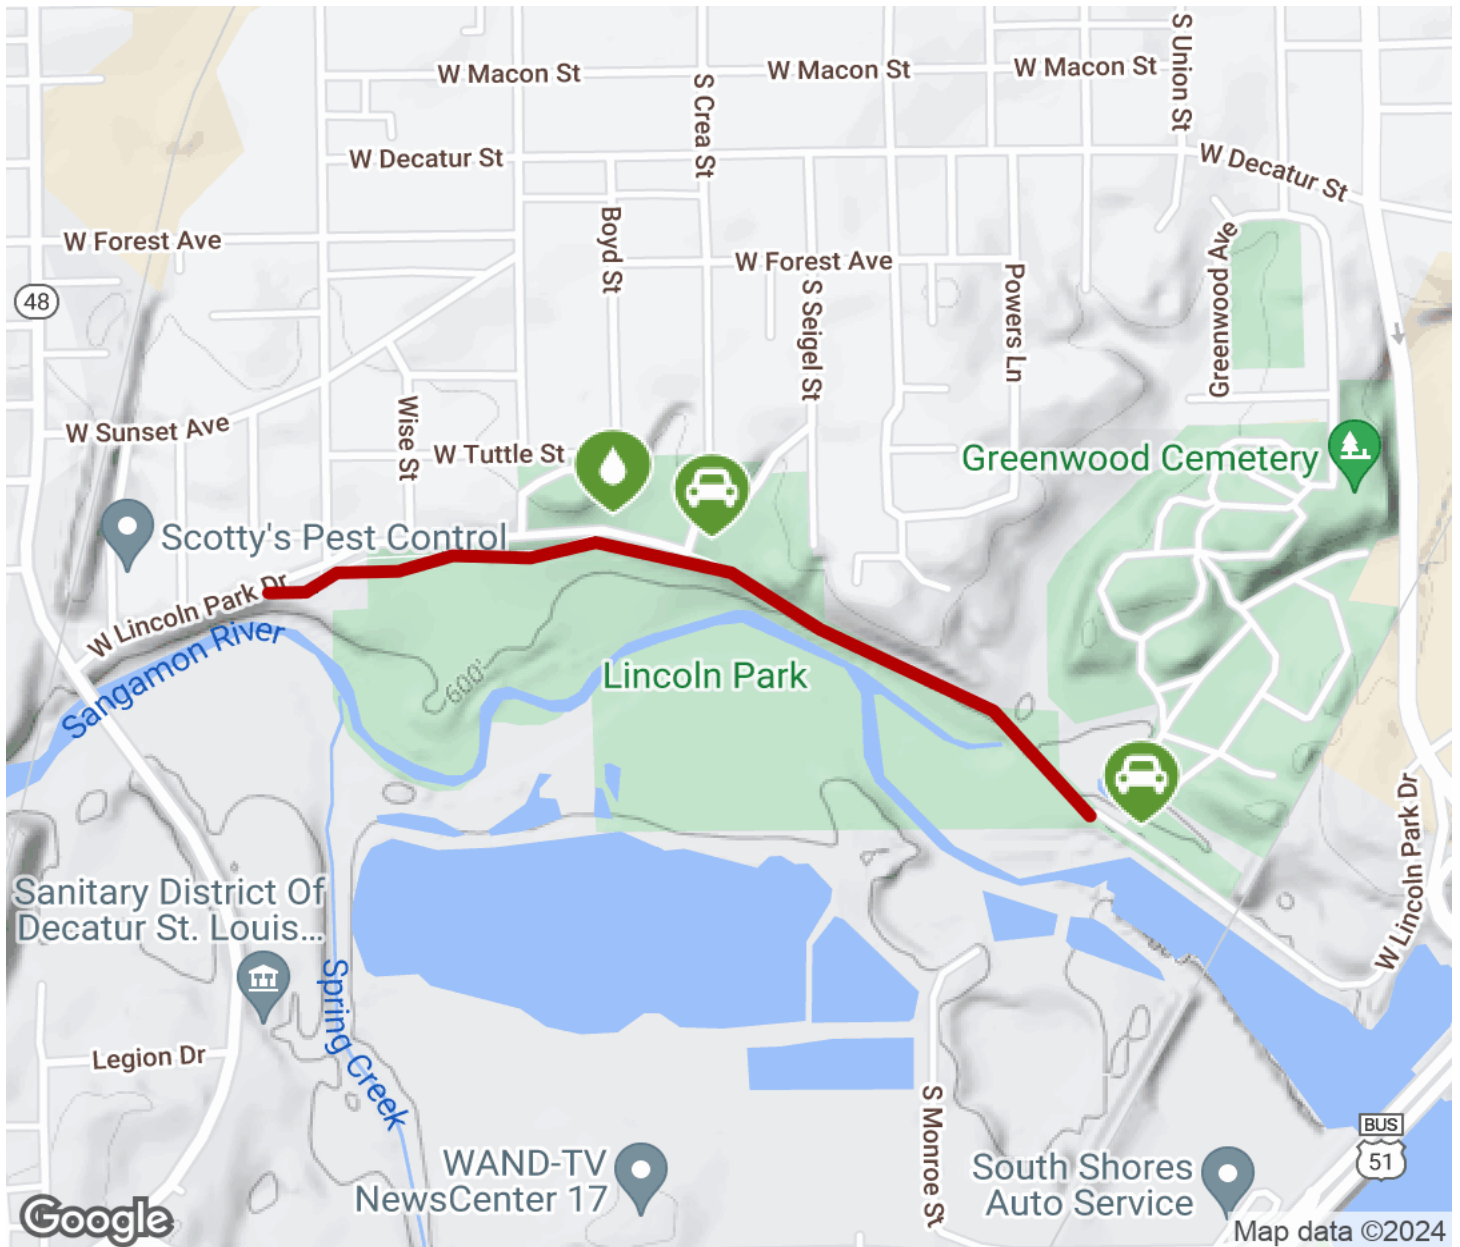 W Macon St
W Macon St
W Macon St
S Union St
S Crea St
W Decatur St
W Decatur St
Boyd St
W Forest Ave
W Forest Ave
Greenwood Ave
48
S Seigel St
Powers Ln
W Sunset Ave
Wise St
W Tuttle St
Greenwood Cemetery
Scotty's Pest Control
W Lincoln Park Dr
Sangamon River
600'
Lincoln Park
W Lincoln Park Dr
Sanitary District Of
Decatur St. Louis...
Spring Creek
Legion Dr
S Monroe St
BUS
51
WAND-TV
NewsCenter 17
South Shores
Auto Service
Google
Map data ©2024